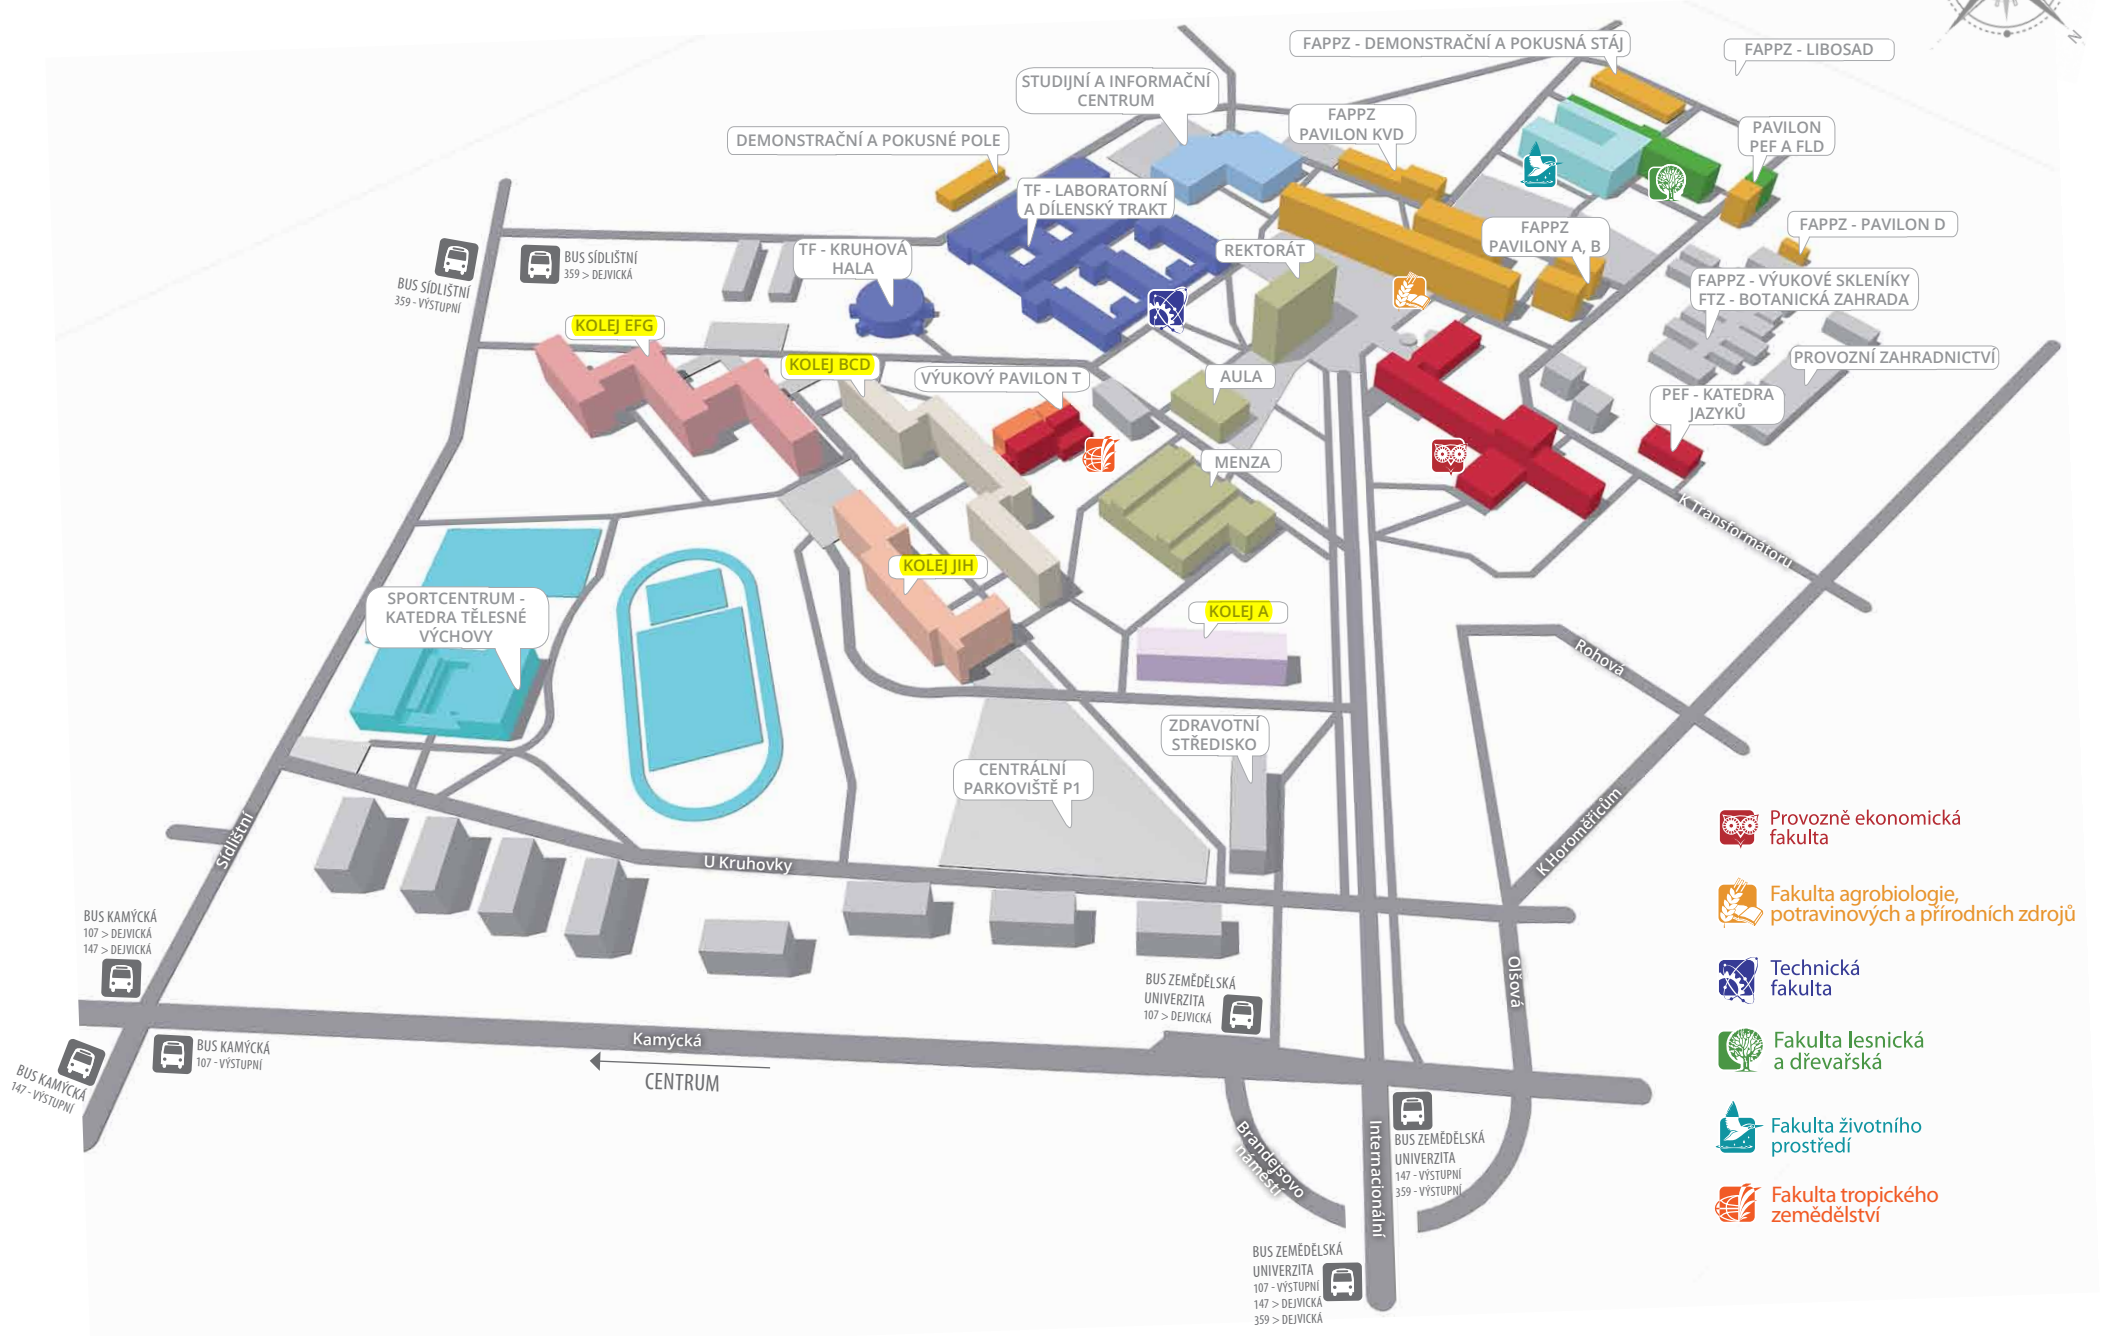 N
FAPPZ - DEMONSTRAČNÍ A POKUSNÁ STÁJ
FAPPZ - LIBOSAD
STUDIJNÍ A INFORMAČNÍ
CENTRUM
FAPPZ
PAVILON KVD
PAVILON
PEF A FLD
DEMONSTRAČNÍ A POKUSNÉ POLE
TF - LABORATORNÍ
A DÍLENSKÝ TRAKT
FAPPZ
PAVILONY A, B
FAPPZ - PAVILON D
TF - KRUHOVÁ
HALA
REKTORÁT
BUS SÍDLIŠTNÍ
359 - VÝSTUPNÍ
BUS SÍDLIŠTNÍ
359 > DEJVICKÁ
FAPPZ - VÝUKOVÉ SKLENÍKY
FTZ - BOTANICKÁ ZAHRADA
KOLEJ EFG
KOLEJ BCD
VÝUKOVÝ PAVILON T
AULA
PROVOZNÍ ZAHRADNICTVÍ
PEF - KATEDRA
JAZYKŮ
MENZA
K Transformátoru
KOLEJ JIH
SPORTCENTRUM -
KATEDRA TĚLESNÉ
VÝCHOVY
KOLEJ A
Rohová
ZDRAVOTNÍ
STŘEDISKO
CENTRÁLNÍ
PARKOVIŠTĚ P1
Sídlištní
U Kruhovky
K Horoměřicům
Olšová
Provozně ekonomická
fakulta
Fakulta agrobiologie,
potravinových a přírodních zdrojů
Technická
fakulta
Fakulta lesnická
a dřevařská
Fakulta životního
prostředí
Fakulta tropického
zemědělství
BUS KAMÝCKÁ
107 > DEJVICKÁ
147 > DEJVICKÁ
BUS ZEMĚDĚLSKÁ
UNIVERZITA
107 > DEJVICKÁ
Kamýcká
CENTRUM
BUS KAMÝCKÁ
107 - VÝSTUPNÍ
BUS KAMÝCKÁ
147 - VÝSTUPNÍ
Brandejsovo
náměstí
Internacionální
BUS ZEMĚDĚLSKÁ
UNIVERZITA
147 - VÝSTUPNÍ
359 - VÝSTUPNÍ
BUS ZEMĚDĚLSKÁ
UNIVERZITA
107 - VÝSTUPNÍ
147 > DEJVICKÁ
359 > DEJVICKÁ